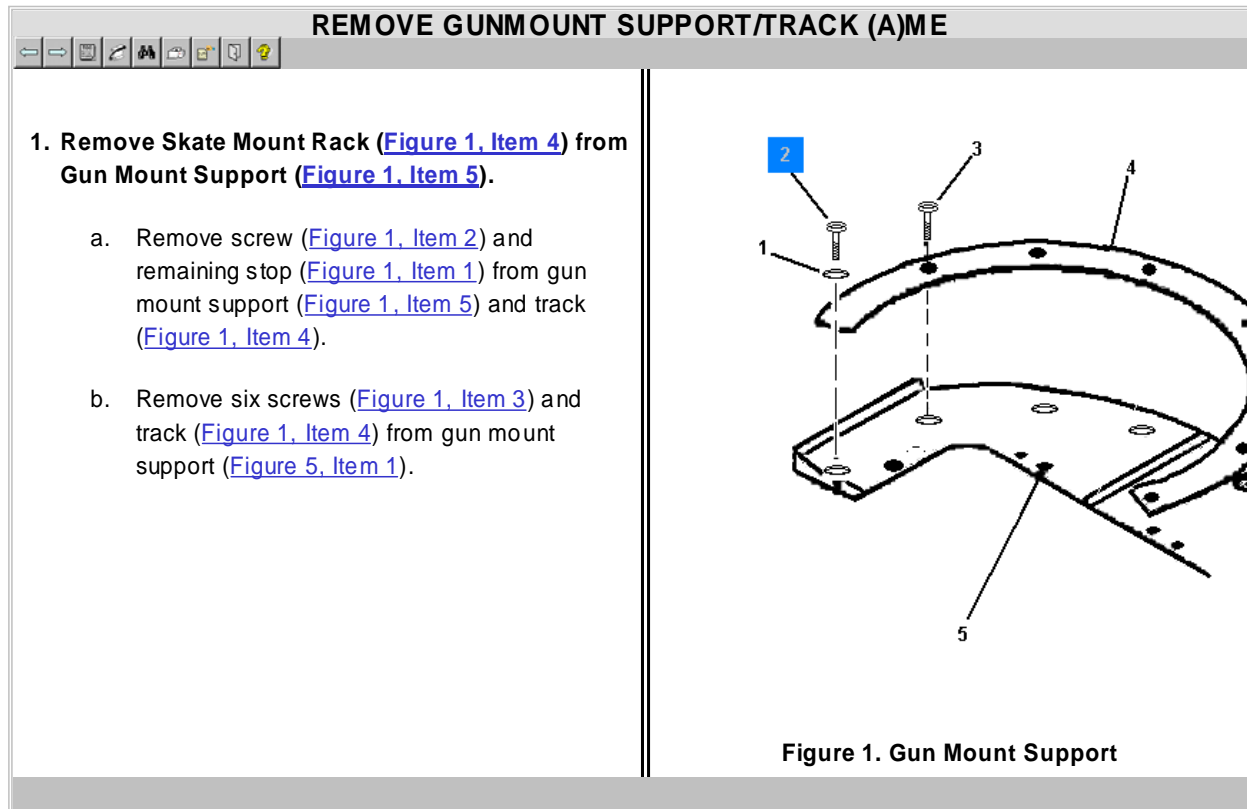 REMOVE GUNMOUNT SUPPORT/TRACK (A)ME
1. Remove Skate Mount Rack (Figure 1, Item 4) from
Gun Mount Support (Figure 1, Item 5).
a. Remove screw (Figure 1, Item 2) and
remaining stop (Figure 1, Item 1) from gun
mount support (Figure 1, Item 5) and track
(Figure 1, Item 4).
b. Remove six screws (Figure 1, Item 3) and
track (Figure 1, Item 4) from gun mount
support (Figure 5, Item 1).
2
3
4
1
5
Figure 1. Gun Mount Support